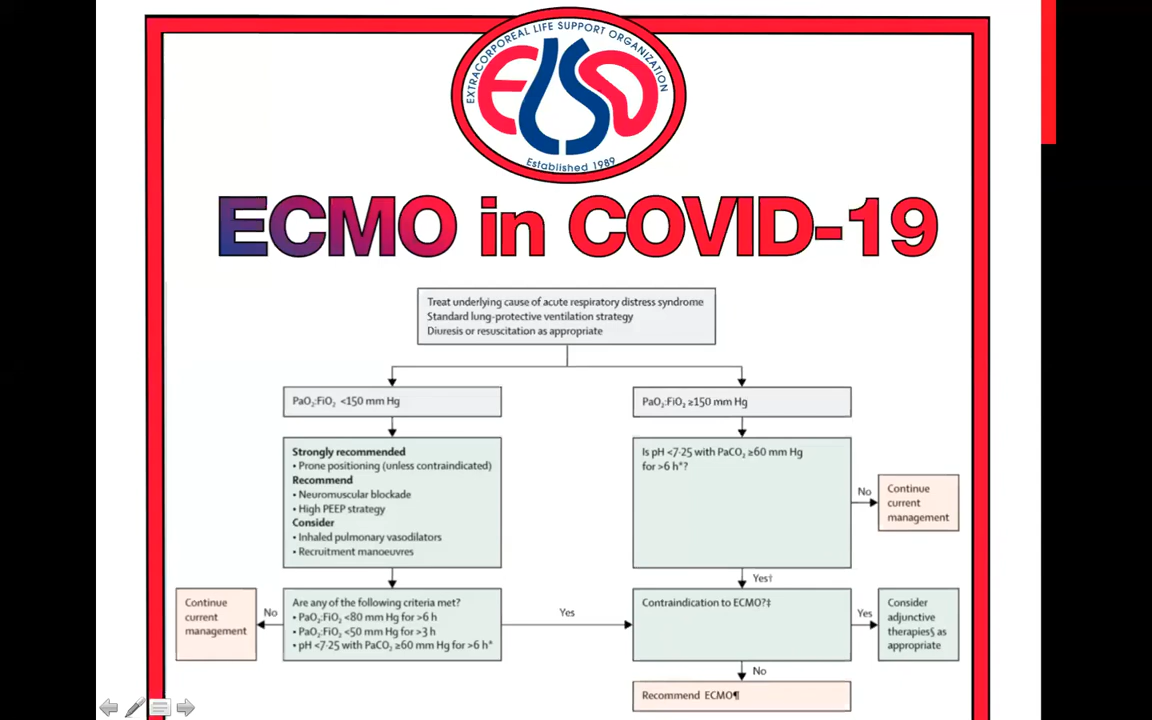 EXTRACORPOREAL LIFE SUPPORT ORGANIZATION
ELSO
Established 1989
ECMO in COVID-19
Treat underlying cause of acute respiratory distress syndrome
Standard lung-protective ventilation strategy
Diuresis or resuscitation as appropriate
PaO₂:FiO₂ <150 mm Hg
PaO₂:FiO₂ ≥150 mm Hg
Strongly recommended
• Prone positioning (unless contraindicated)
Recommend
• Neuromuscular blockade
• High PEEP strategy
Consider
• Inhaled pulmonary vasodilators
• Recruitment manoeuvres
Is pH <7·25 with PaCO₂ ≥60 mm Hg
for >6 h*?
No
Continue
current
management
Yes†
Continue
current
management
No
Are any of the following criteria met?
• PaO₂:FiO₂ <80 mm Hg for >6 h
• PaO₂:FiO₂ <50 mm Hg for >3 h
• pH <7·25 with PaCO₂ ≥60 mm Hg for >6 h*
Yes
Contraindication to ECMO?‡
Yes
Consider
adjunctive
therapies§ as
appropriate
No
Recommend ECMO¶